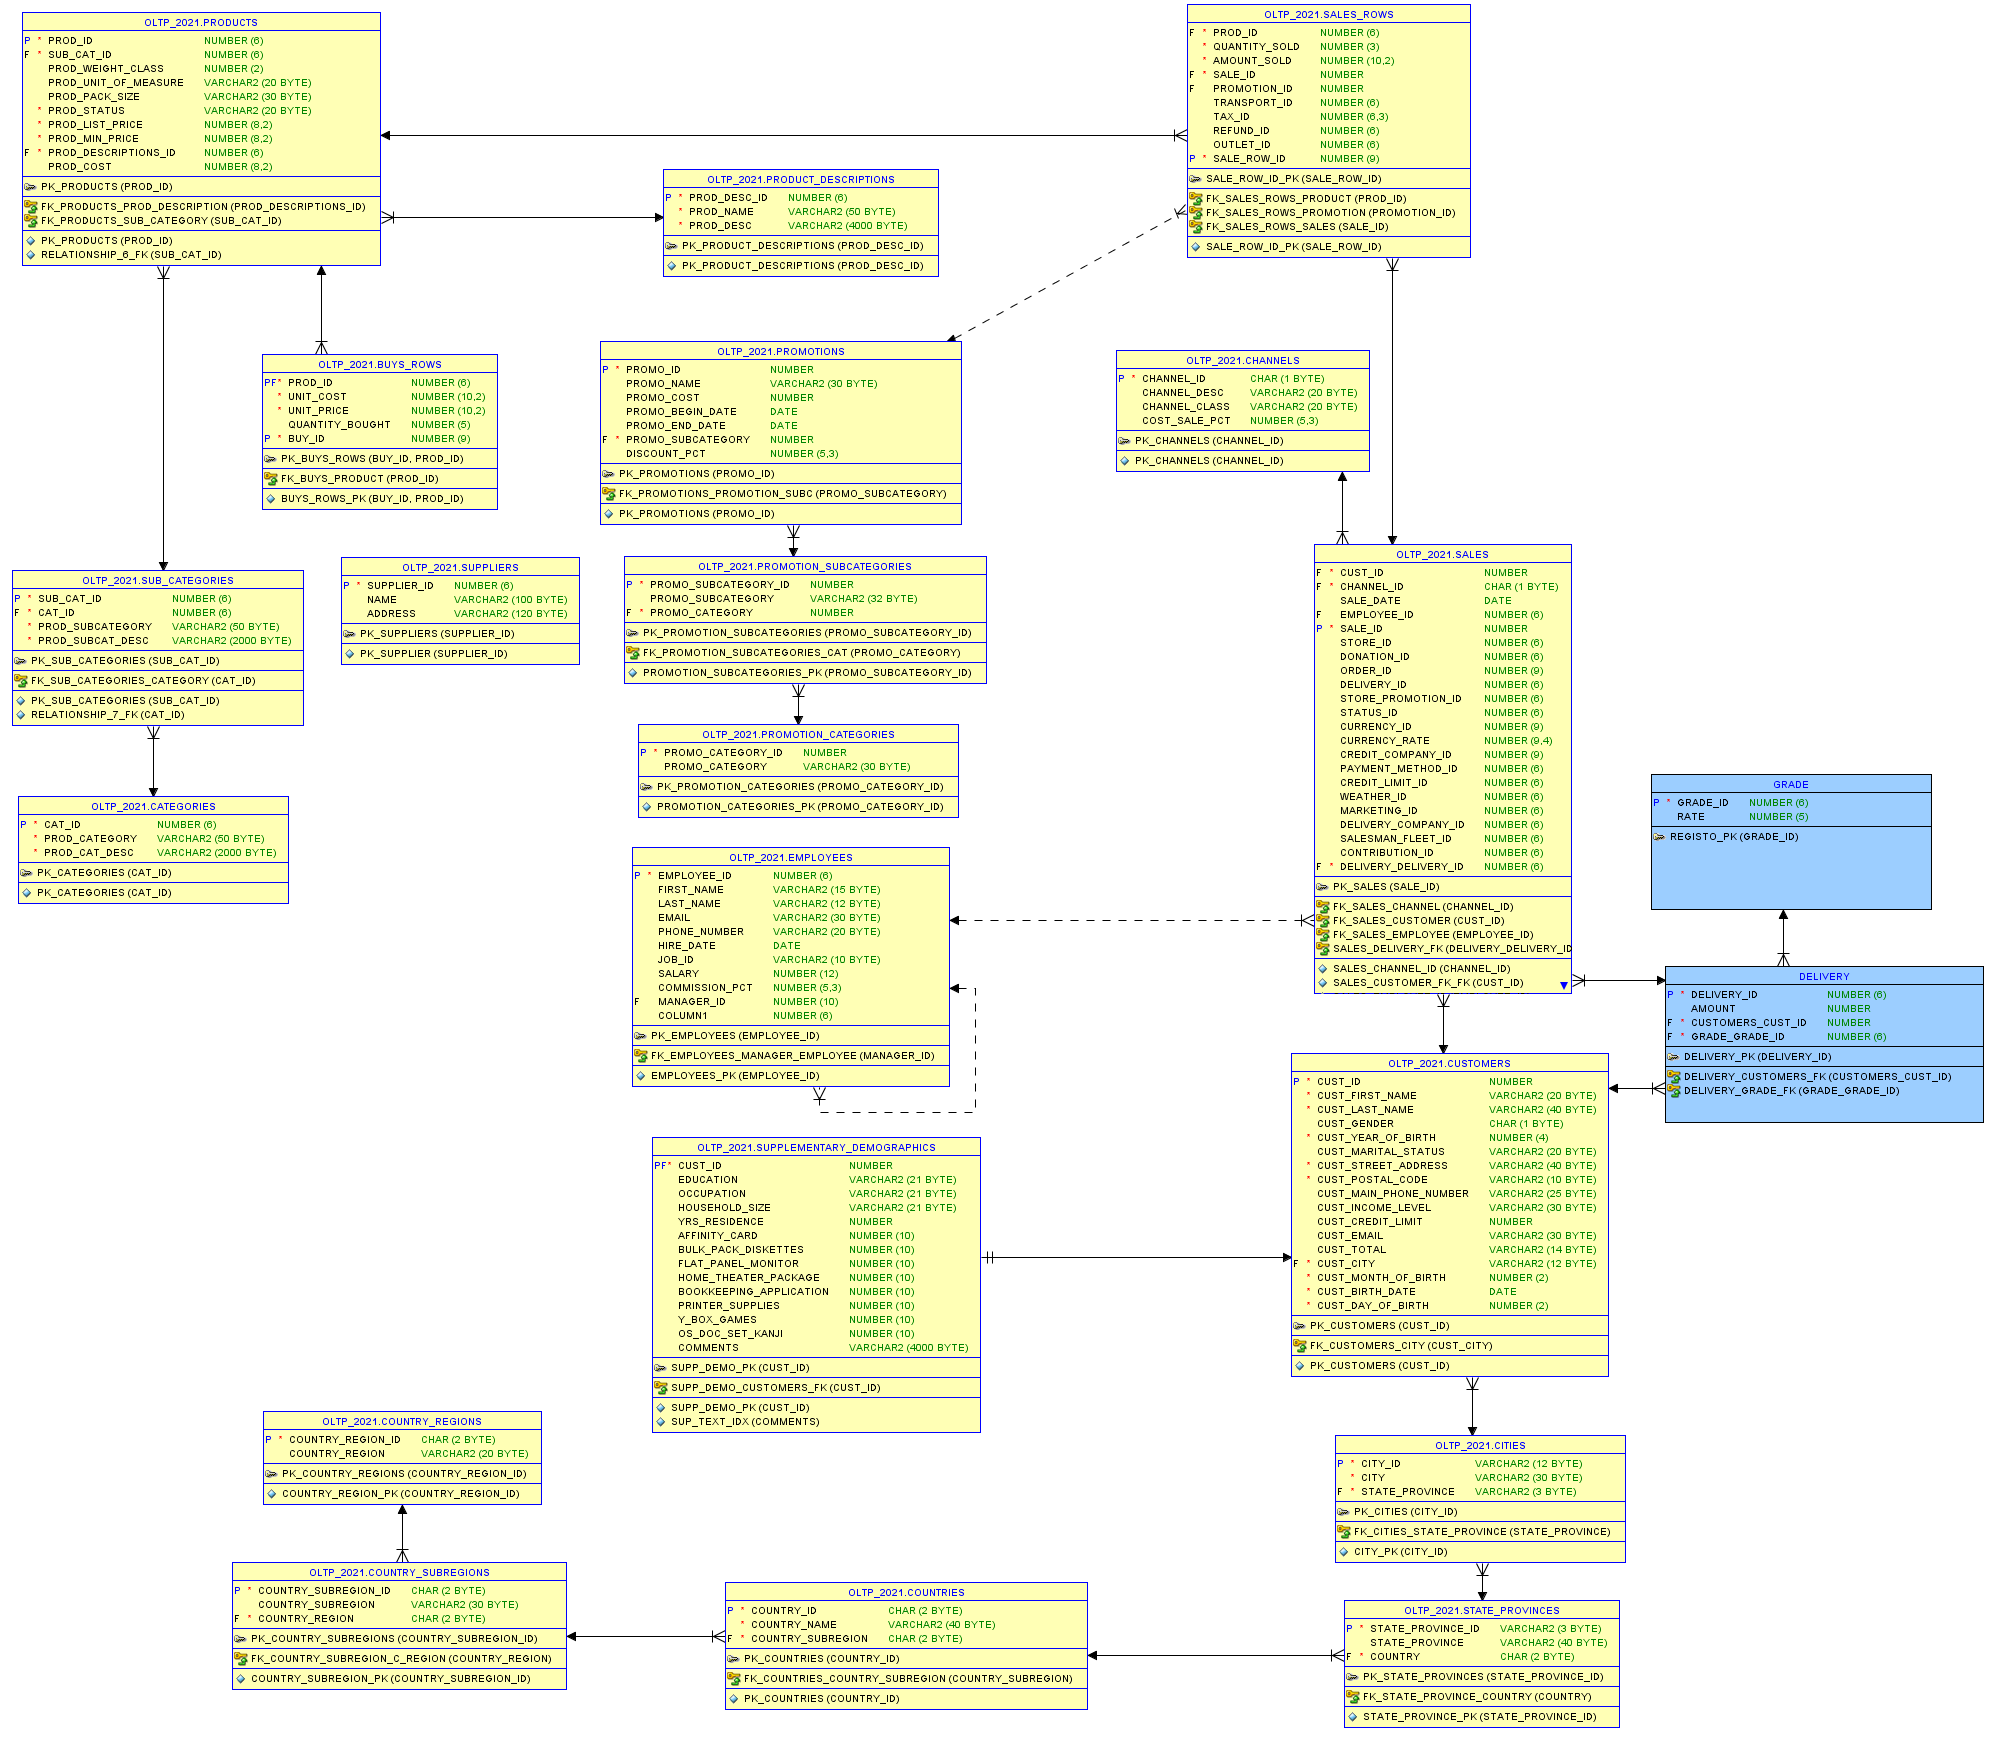 OLTP_2021.PRODUCTS
P * PROD_ID NUMBER (6)
F * SUB_CAT_ID NUMBER (6)
PROD_WEIGHT_CLASS NUMBER (2)
PROD_UNIT_OF_MEASURE VARCHAR2 (20 BYTE)
PROD_PACK_SIZE VARCHAR2 (30 BYTE)
* PROD_STATUS VARCHAR2 (20 BYTE)
* PROD_LIST_PRICE NUMBER (8,2)
* PROD_MIN_PRICE NUMBER (8,2)
F * PROD_DESCRIPTIONS_ID NUMBER (6)
PROD_COST NUMBER (8,2)
PK_PRODUCTS (PROD_ID)
FK_PRODUCTS_PROD_DESCRIPTION (PROD_DESCRIPTIONS_ID)
FK_PRODUCTS_SUB_CATEGORY (SUB_CAT_ID)
PK_PRODUCTS (PROD_ID)
RELATIONSHIP_6_FK (SUB_CAT_ID)
OLTP_2021.SALES_ROWS
F * PROD_ID NUMBER (6)
* QUANTITY_SOLD NUMBER (3)
* AMOUNT_SOLD NUMBER (10,2)
F * SALE_ID NUMBER
F PROMOTION_ID NUMBER
TRANSPORT_ID NUMBER (6)
TAX_ID NUMBER (6,3)
REFUND_ID NUMBER (6)
OUTLET_ID NUMBER (6)
P * SALE_ROW_ID NUMBER (9)
SALE_ROW_ID_PK (SALE_ROW_ID)
FK_SALES_ROWS_PRODUCT (PROD_ID)
FK_SALES_ROWS_PROMOTION (PROMOTION_ID)
FK_SALES_ROWS_SALES (SALE_ID)
SALE_ROW_ID_PK (SALE_ROW_ID)
OLTP_2021.PRODUCT_DESCRIPTIONS
P * PROD_DESC_ID NUMBER (6)
* PROD_NAME VARCHAR2 (50 BYTE)
* PROD_DESC VARCHAR2 (4000 BYTE)
PK_PRODUCT_DESCRIPTIONS (PROD_DESC_ID)
PK_PRODUCT_DESCRIPTIONS (PROD_DESC_ID)
OLTP_2021.BUYS_ROWS
PF* PROD_ID NUMBER (6)
* UNIT_COST NUMBER (10,2)
* UNIT_PRICE NUMBER (10,2)
QUANTITY_BOUGHT NUMBER (5)
P * BUY_ID NUMBER (9)
PK_BUYS_ROWS (BUY_ID, PROD_ID)
FK_BUYS_PRODUCT (PROD_ID)
BUYS_ROWS_PK (BUY_ID, PROD_ID)
OLTP_2021.PROMOTIONS
P * PROMO_ID NUMBER
PROMO_NAME VARCHAR2 (30 BYTE)
PROMO_COST NUMBER
PROMO_BEGIN_DATE DATE
PROMO_END_DATE DATE
F * PROMO_SUBCATEGORY NUMBER
DISCOUNT_PCT NUMBER (5,3)
PK_PROMOTIONS (PROMO_ID)
FK_PROMOTIONS_PROMOTION_SUBC (PROMO_SUBCATEGORY)
PK_PROMOTIONS (PROMO_ID)
OLTP_2021.CHANNELS
P * CHANNEL_ID CHAR (1 BYTE)
CHANNEL_DESC VARCHAR2 (20 BYTE)
CHANNEL_CLASS VARCHAR2 (20 BYTE)
COST_SALE_PCT NUMBER (5,3)
PK_CHANNELS (CHANNEL_ID)
PK_CHANNELS (CHANNEL_ID)
OLTP_2021.SUB_CATEGORIES
P * SUB_CAT_ID NUMBER (6)
F * CAT_ID NUMBER (6)
* PROD_SUBCATEGORY VARCHAR2 (50 BYTE)
* PROD_SUBCAT_DESC VARCHAR2 (2000 BYTE)
PK_SUB_CATEGORIES (SUB_CAT_ID)
FK_SUB_CATEGORIES_CATEGORY (CAT_ID)
PK_SUB_CATEGORIES (SUB_CAT_ID)
RELATIONSHIP_7_FK (CAT_ID)
OLTP_2021.SUPPLIERS
P * SUPPLIER_ID NUMBER (6)
NAME VARCHAR2 (100 BYTE)
ADDRESS VARCHAR2 (120 BYTE)
PK_SUPPLIERS (SUPPLIER_ID)
PK_SUPPLIER (SUPPLIER_ID)
OLTP_2021.PROMOTION_SUBCATEGORIES
P * PROMO_SUBCATEGORY_ID NUMBER
PROMO_SUBCATEGORY VARCHAR2 (32 BYTE)
F * PROMO_CATEGORY NUMBER
PK_PROMOTION_SUBCATEGORIES (PROMO_SUBCATEGORY_ID)
FK_PROMOTION_SUBCATEGORIES_CAT (PROMO_CATEGORY)
PROMOTION_SUBCATEGORIES_PK (PROMO_SUBCATEGORY_ID)
OLTP_2021.SALES
F * CUST_ID NUMBER
F * CHANNEL_ID CHAR (1 BYTE)
SALE_DATE DATE
F EMPLOYEE_ID NUMBER (6)
P * SALE_ID NUMBER
STORE_ID NUMBER (6)
DONATION_ID NUMBER (6)
ORDER_ID NUMBER (9)
DELIVERY_ID NUMBER (6)
STORE_PROMOTION_ID NUMBER (6)
STATUS_ID NUMBER (6)
CURRENCY_ID NUMBER (9)
CURRENCY_RATE NUMBER (9,4)
CREDIT_COMPANY_ID NUMBER (9)
PAYMENT_METHOD_ID NUMBER (6)
CREDIT_LIMIT_ID NUMBER (6)
WEATHER_ID NUMBER (6)
MARKETING_ID NUMBER (6)
DELIVERY_COMPANY_ID NUMBER (6)
SALESMAN_FLEET_ID NUMBER (6)
CONTRIBUTION_ID NUMBER (6)
F * DELIVERY_DELIVERY_ID NUMBER (6)
PK_SALES (SALE_ID)
FK_SALES_CHANNEL (CHANNEL_ID)
FK_SALES_CUSTOMER (CUST_ID)
FK_SALES_EMPLOYEE (EMPLOYEE_ID)
SALES_DELIVERY_FK (DELIVERY_DELIVERY_ID
SALES_CHANNEL_ID (CHANNEL_ID)
SALES_CUSTOMER_FK_FK (CUST_ID)
OLTP_2021.PROMOTION_CATEGORIES
P * PROMO_CATEGORY_ID NUMBER
PROMO_CATEGORY VARCHAR2 (30 BYTE)
PK_PROMOTION_CATEGORIES (PROMO_CATEGORY_ID)
PROMOTION_CATEGORIES_PK (PROMO_CATEGORY_ID)
OLTP_2021.CATEGORIES
P * CAT_ID NUMBER (6)
* PROD_CATEGORY VARCHAR2 (50 BYTE)
* PROD_CAT_DESC VARCHAR2 (2000 BYTE)
PK_CATEGORIES (CAT_ID)
PK_CATEGORIES (CAT_ID)
GRADE
P * GRADE_ID NUMBER (6)
RATE NUMBER (5)
REGISTO_PK (GRADE_ID)
OLTP_2021.EMPLOYEES
P * EMPLOYEE_ID NUMBER (6)
FIRST_NAME VARCHAR2 (15 BYTE)
LAST_NAME VARCHAR2 (12 BYTE)
EMAIL VARCHAR2 (30 BYTE)
PHONE_NUMBER VARCHAR2 (20 BYTE)
HIRE_DATE DATE
JOB_ID VARCHAR2 (10 BYTE)
SALARY NUMBER (12)
COMMISSION_PCT NUMBER (5,3)
F MANAGER_ID NUMBER (10)
COLUMN1 NUMBER (6)
PK_EMPLOYEES (EMPLOYEE_ID)
FK_EMPLOYEES_MANAGER_EMPLOYEE (MANAGER_ID)
EMPLOYEES_PK (EMPLOYEE_ID)
DELIVERY
P * DELIVERY_ID NUMBER (6)
AMOUNT NUMBER
F * CUSTOMERS_CUST_ID NUMBER
F * GRADE_GRADE_ID NUMBER (6)
DELIVERY_PK (DELIVERY_ID)
DELIVERY_CUSTOMERS_FK (CUSTOMERS_CUST_ID)
DELIVERY_GRADE_FK (GRADE_GRADE_ID)
OLTP_2021.CUSTOMERS
P * CUST_ID NUMBER
* CUST_FIRST_NAME VARCHAR2 (20 BYTE)
* CUST_LAST_NAME VARCHAR2 (40 BYTE)
CUST_GENDER CHAR (1 BYTE)
* CUST_YEAR_OF_BIRTH NUMBER (4)
CUST_MARITAL_STATUS VARCHAR2 (20 BYTE)
* CUST_STREET_ADDRESS VARCHAR2 (40 BYTE)
* CUST_POSTAL_CODE VARCHAR2 (10 BYTE)
CUST_MAIN_PHONE_NUMBER VARCHAR2 (25 BYTE)
CUST_INCOME_LEVEL VARCHAR2 (30 BYTE)
CUST_CREDIT_LIMIT NUMBER
CUST_EMAIL VARCHAR2 (30 BYTE)
CUST_TOTAL VARCHAR2 (14 BYTE)
F * CUST_CITY VARCHAR2 (12 BYTE)
* CUST_MONTH_OF_BIRTH NUMBER (2)
* CUST_BIRTH_DATE DATE
* CUST_DAY_OF_BIRTH NUMBER (2)
PK_CUSTOMERS (CUST_ID)
FK_CUSTOMERS_CITY (CUST_CITY)
PK_CUSTOMERS (CUST_ID)
OLTP_2021.SUPPLEMENTARY_DEMOGRAPHICS
PF* CUST_ID NUMBER
EDUCATION VARCHAR2 (21 BYTE)
OCCUPATION VARCHAR2 (21 BYTE)
HOUSEHOLD_SIZE VARCHAR2 (21 BYTE)
YRS_RESIDENCE NUMBER
AFFINITY_CARD NUMBER (10)
BULK_PACK_DISKETTES NUMBER (10)
FLAT_PANEL_MONITOR NUMBER (10)
HOME_THEATER_PACKAGE NUMBER (10)
BOOKKEEPING_APPLICATION NUMBER (10)
PRINTER_SUPPLIES NUMBER (10)
Y_BOX_GAMES NUMBER (10)
OS_DOC_SET_KANJI NUMBER (10)
COMMENTS VARCHAR2 (4000 BYTE)
SUPP_DEMO_PK (CUST_ID)
SUPP_DEMO_CUSTOMERS_FK (CUST_ID)
SUPP_DEMO_PK (CUST_ID)
SUP_TEXT_IDX (COMMENTS)
OLTP_2021.COUNTRY_REGIONS
P * COUNTRY_REGION_ID CHAR (2 BYTE)
COUNTRY_REGION VARCHAR2 (20 BYTE)
PK_COUNTRY_REGIONS (COUNTRY_REGION_ID)
COUNTRY_REGION_PK (COUNTRY_REGION_ID)
OLTP_2021.CITIES
P * CITY_ID VARCHAR2 (12 BYTE)
* CITY VARCHAR2 (30 BYTE)
F * STATE_PROVINCE VARCHAR2 (3 BYTE)
PK_CITIES (CITY_ID)
FK_CITIES_STATE_PROVINCE (STATE_PROVINCE)
CITY_PK (CITY_ID)
OLTP_2021.COUNTRY_SUBREGIONS
P * COUNTRY_SUBREGION_ID CHAR (2 BYTE)
COUNTRY_SUBREGION VARCHAR2 (30 BYTE)
F * COUNTRY_REGION CHAR (2 BYTE)
PK_COUNTRY_SUBREGIONS (COUNTRY_SUBREGION_ID)
FK_COUNTRY_SUBREGION_C_REGION (COUNTRY_REGION)
COUNTRY_SUBREGION_PK (COUNTRY_SUBREGION_ID)
OLTP_2021.COUNTRIES
P * COUNTRY_ID CHAR (2 BYTE)
* COUNTRY_NAME VARCHAR2 (40 BYTE)
F * COUNTRY_SUBREGION CHAR (2 BYTE)
PK_COUNTRIES (COUNTRY_ID)
FK_COUNTRIES_COUNTRY_SUBREGION (COUNTRY_SUBREGION)
PK_COUNTRIES (COUNTRY_ID)
OLTP_2021.STATE_PROVINCES
P * STATE_PROVINCE_ID VARCHAR2 (3 BYTE)
STATE_PROVINCE VARCHAR2 (40 BYTE)
F * COUNTRY CHAR (2 BYTE)
PK_STATE_PROVINCES (STATE_PROVINCE_ID)
FK_STATE_PROVINCE_COUNTRY (COUNTRY)
STATE_PROVINCE_PK (STATE_PROVINCE_ID)